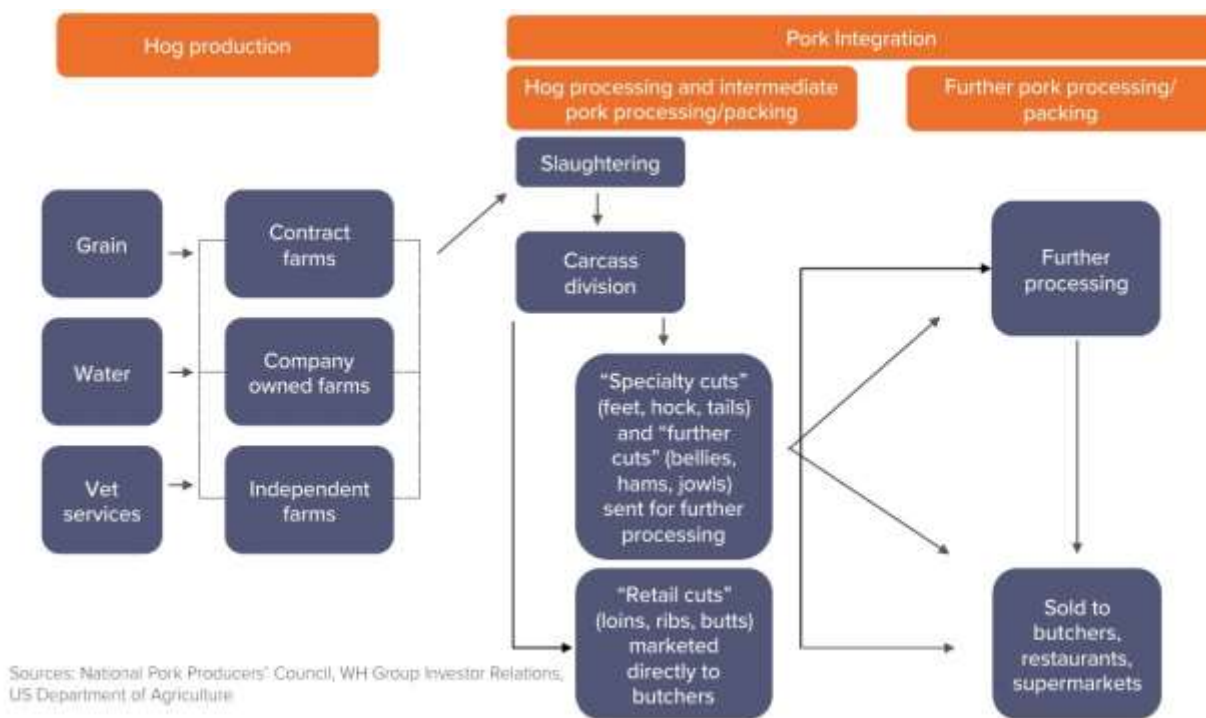 Hog production
Pork Integration
Hog processing and intermediate
pork processing/packing
Further pork processing/
packing
Slaughtering
Grain
Contract
farms
Carcass
division
Further
processing
Water
Company
owned farms
"Specialty cuts"
(feet, hock, tails)
and "further
cuts" (bellies,
hams, jowls)
sent for further
processing
Vet
services
Independent
farms
"Retail cuts"
(loins, ribs, butts)
marketed
directly to
butchers
Sold to
butchers,
restaurants,
supermarkets
Sources: National Pork Producers' Council, WH Group Investor Relations,
US Department of Agriculture